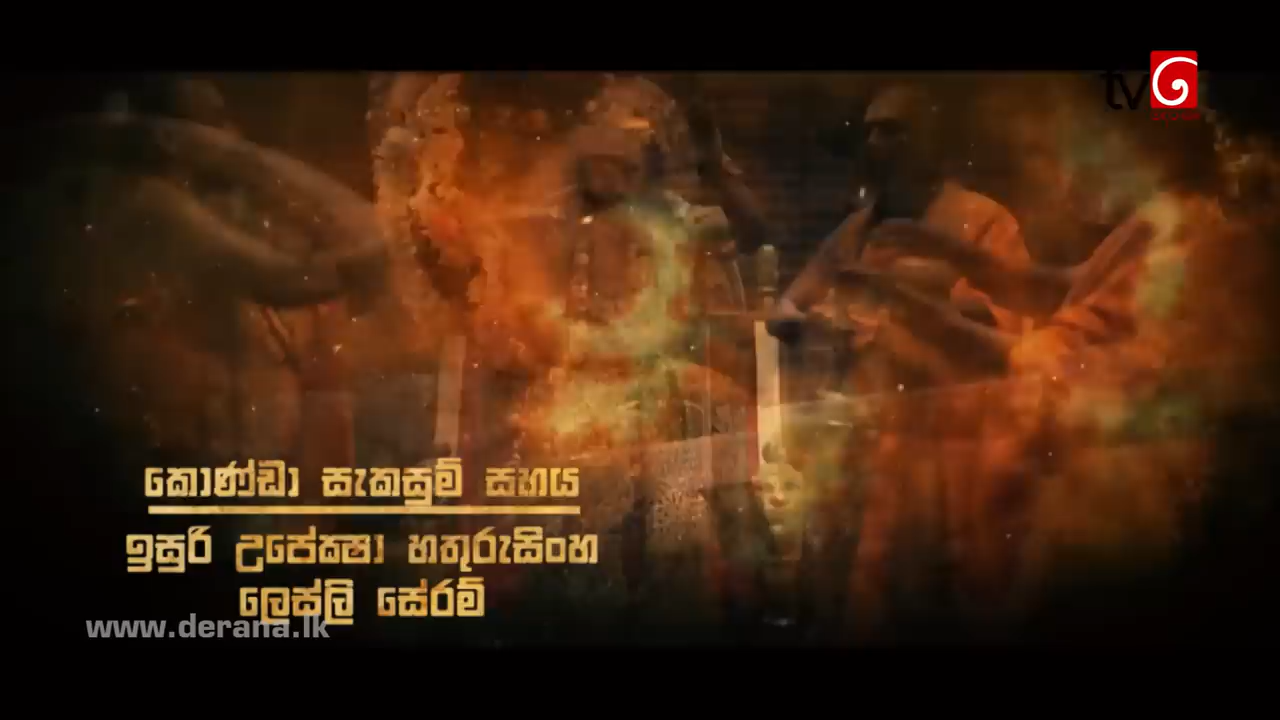 tv
කොණ්ඩා සැකසුම් සහය
ඉසුරි උපේක්ෂා හතුරුසිංහ
ලෙස්ලි සේරම්
www.derana.lk